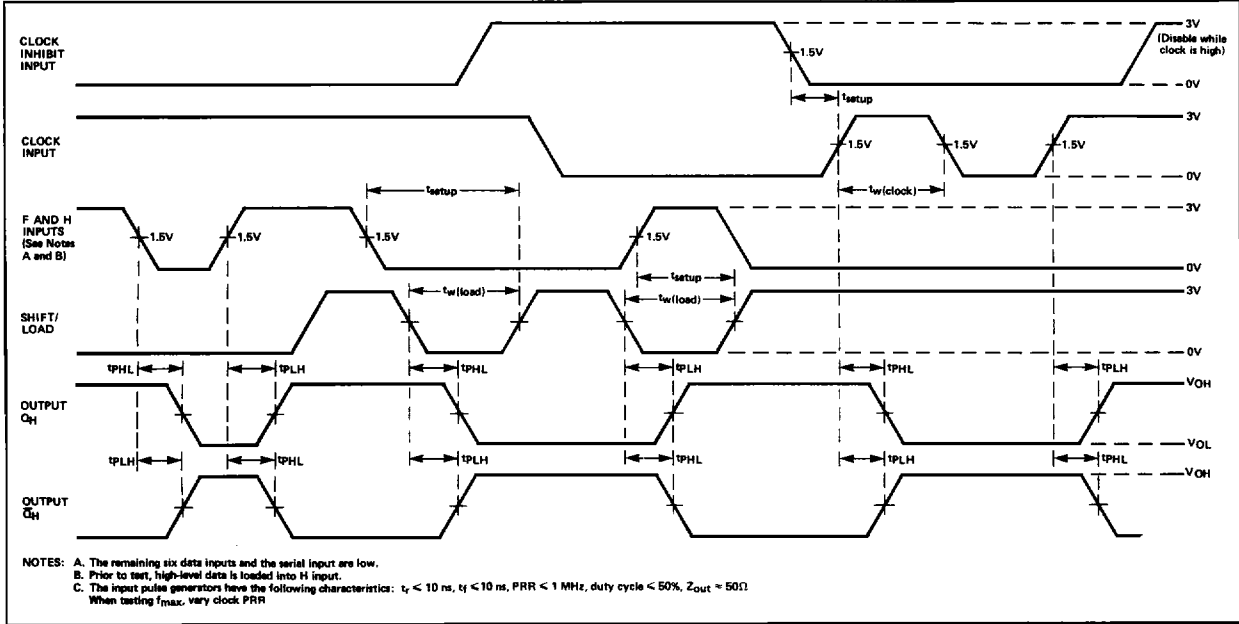 CLOCK
INHIBIT
INPUT
3V
(Disable while
clock is high)
1.5V
0V
tsetup
CLOCK
INPUT
3V
1.5V
1.5V
1.5V
0V
tw(clock)
tsetup
F AND H
INPUTS
(See Notes
A and B)
3V
1.5V
1.5V
1.5V
1.5V
0V
tsetup
tw(load)
tw(load)
SHIFT/
LOAD
3V
0V
tPHL
tPLH
tPHL
tPLH
tPHL
tPLH
OUTPUT
QH
VOH
VOL
tPLH
tPHL
tPLH
tPHL
tPLH
tPHL
OUTPUT
Q̅H
VOH
NOTES: A. The remaining six data inputs and the serial input are low.
B. Prior to test, high-level data is loaded into H input.
C. The input pulse generators have the following characteristics: tr ≤ 10 ns, tf ≤ 10 ns, PRR ≤ 1 MHz, duty cycle ≤ 50%, Zout ≈ 50Ω
When testing fmax, vary clock PRR